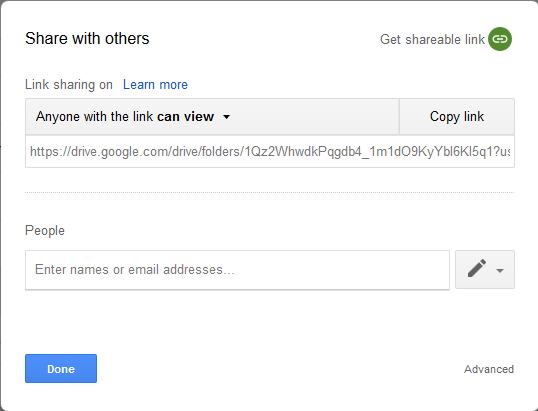 Share with others
Get shareable link
Link sharing on Learn more
Anyone with the link can view
Copy link
https://drive.google.com/drive/folders/1Qz2WhwdkPqgdb4_1m1dO9KyYbl6Kl5q1?us
People
Enter names or email addresses...
Done
Advanced